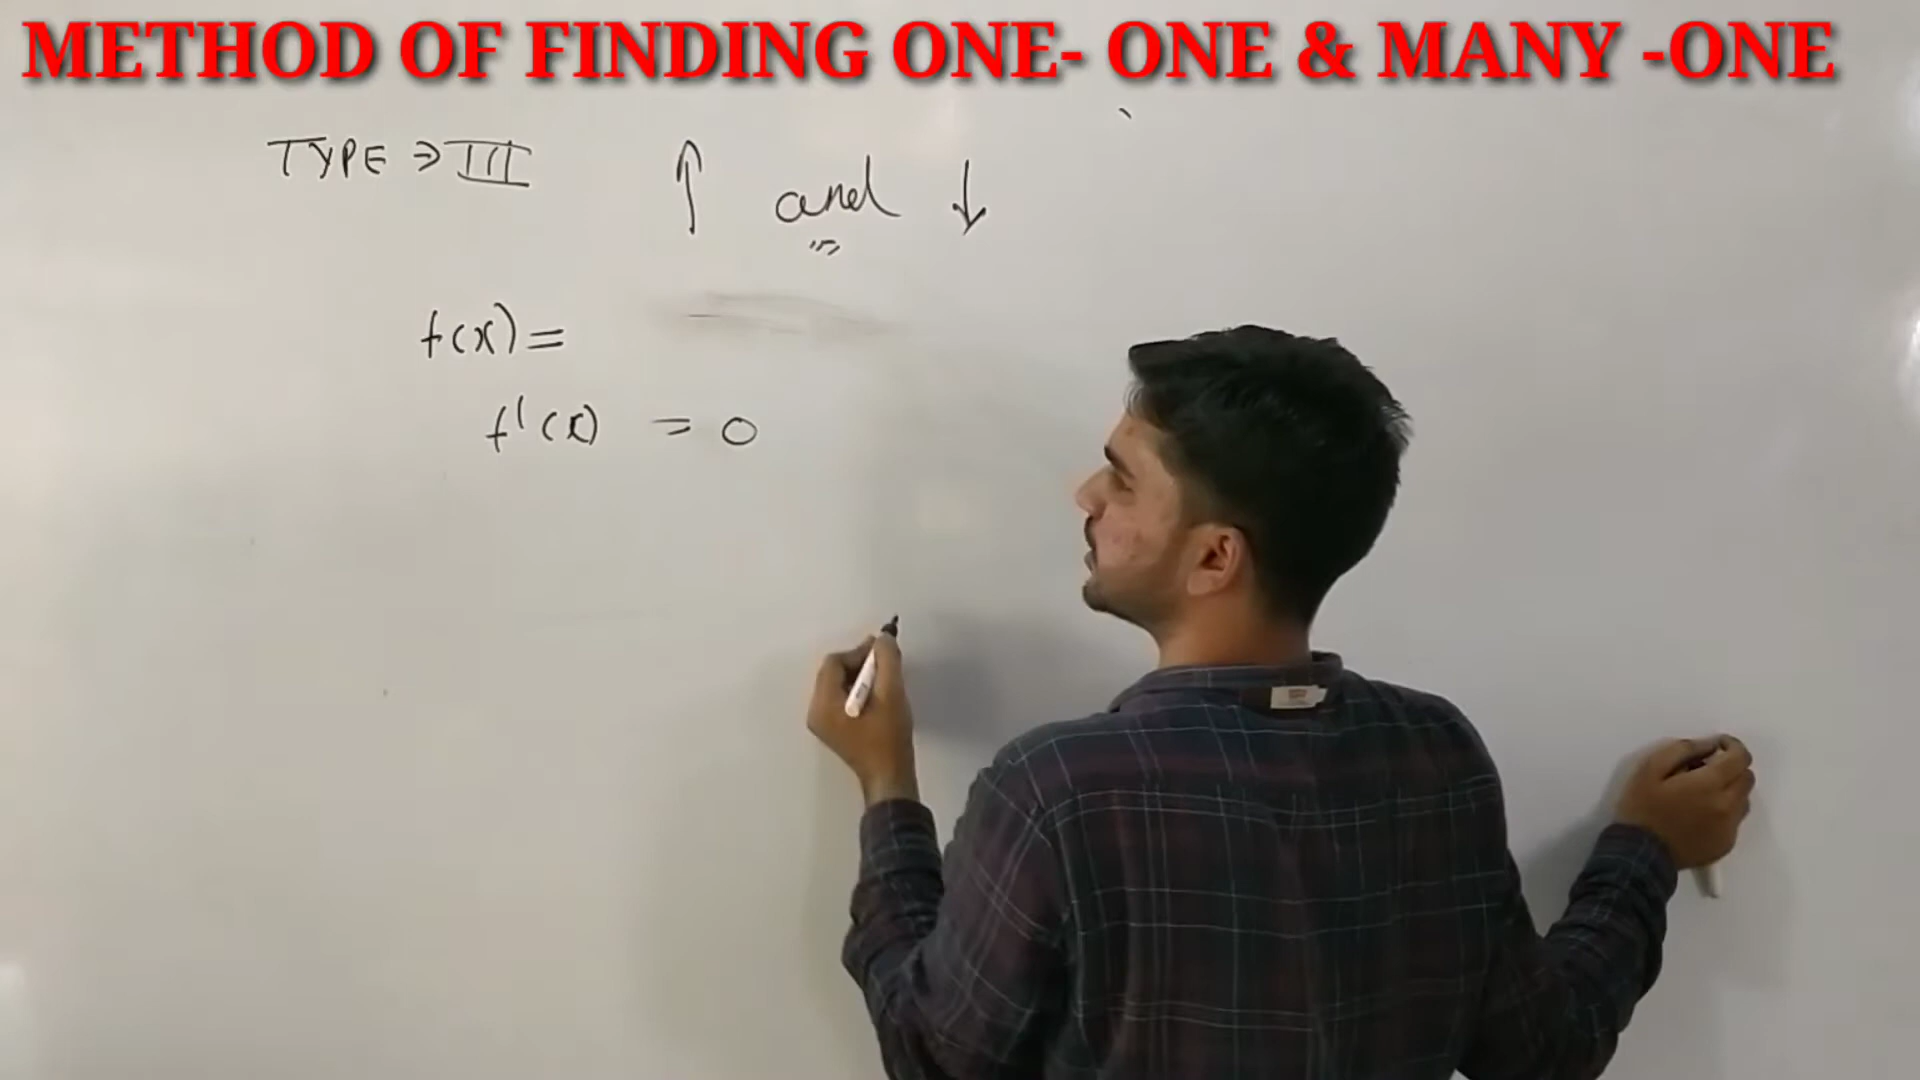 METHOD OF FINDING ONE- ONE & MANY -ONE
TYPE ⇒ III ↑ and ↓
f(x) =
f'(x) = 0